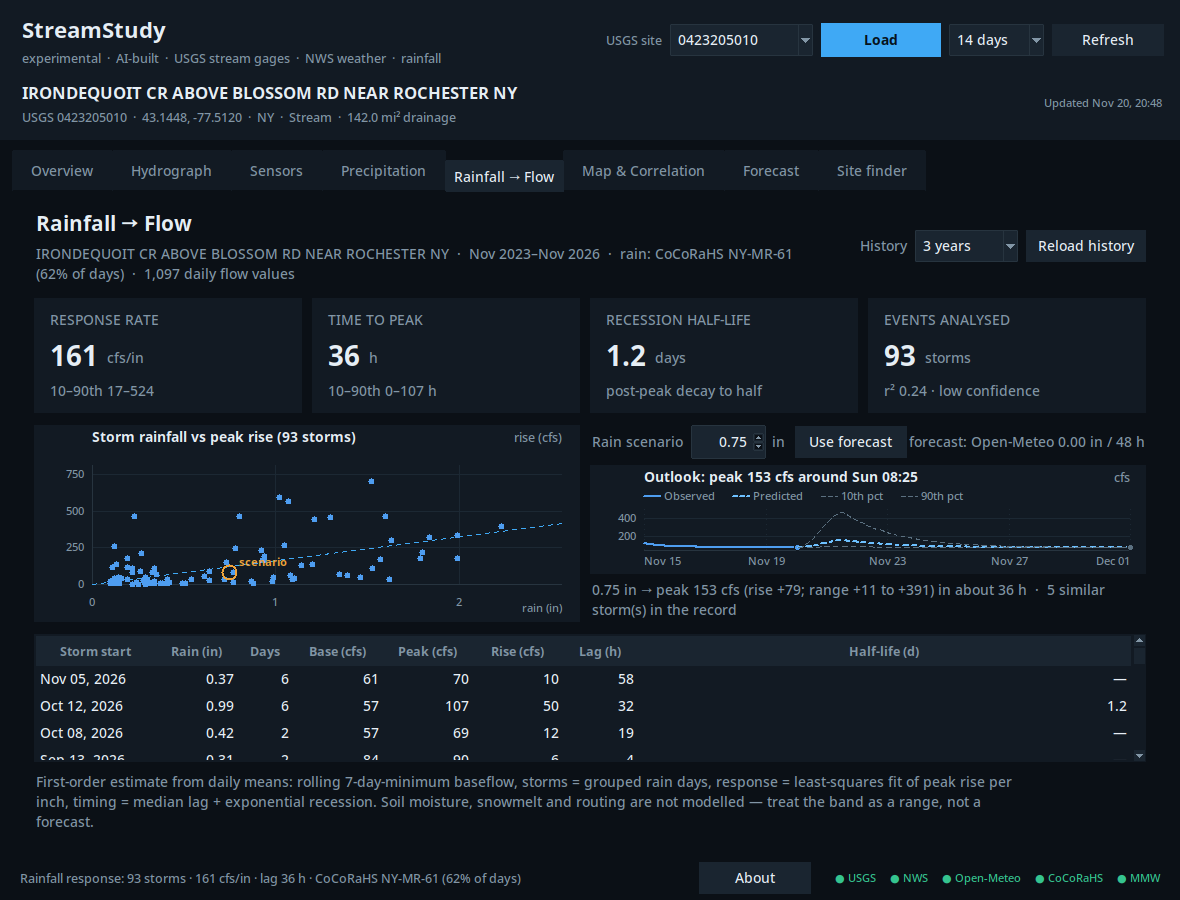 StreamStudy
experimental · AI-built · USGS stream gages · NWS weather · rainfall
USGS site 0423205010 Load 14 days Refresh
IRONDEQUOIT CR ABOVE BLOSSOM RD NEAR ROCHESTER NY
USGS 0423205010 · 43.1448, -77.5120 · NY · Stream · 142.0 mi² drainage
Updated Nov 20, 20:48
Overview Hydrograph Sensors Precipitation Rainfall → Flow Map & Correlation Forecast Site finder
Rainfall → Flow
IRONDEQUOIT CR ABOVE BLOSSOM RD NEAR ROCHESTER NY · Nov 2023–Nov 2026 · rain: CoCoRaHS NY-MR-61
(62% of days) · 1,097 daily flow values
History 3 years Reload history
RESPONSE RATE
161 cfs/in
10–90th 17–524
TIME TO PEAK
36 h
10–90th 0–107 h
RECESSION HALF-LIFE
1.2 days
post-peak decay to half
EVENTS ANALYSED
93 storms
r² 0.24 · low confidence
Storm rainfall vs peak rise (93 storms)
rise (cfs)
750
500
250
0
scenario
0 1 2
rain (in)
Rain scenario 0.75 in Use forecast forecast: Open-Meteo 0.00 in / 48 h
Outlook: peak 153 cfs around Sun 08:25
cfs
Observed Predicted 10th pct 90th pct
400
200
Nov 15 Nov 19 Nov 23 Nov 27 Dec 01
0.75 in → peak 153 cfs (rise +79; range +11 to +391) in about 36 h · 5 similar
storm(s) in the record
Storm start Rain (in) Days Base (cfs) Peak (cfs) Rise (cfs) Lag (h) Half-life (d)
Nov 05, 2026 0.37 6 61 70 10 58 —
Oct 12, 2026 0.99 6 57 107 50 32 1.2
Oct 08, 2026 0.42 2 57 69 12 19 —
Sep 13, 2026 0.31 2 84 90 6 4
First-order estimate from daily means: rolling 7-day-minimum baseflow, storms = grouped rain days, response = least-squares fit of peak rise per
inch, timing = median lag + exponential recession. Soil moisture, snowmelt and routing are not modelled — treat the band as a range, not a
forecast.
Rainfall response: 93 storms · 161 cfs/in · lag 36 h · CoCoRaHS NY-MR-61 (62% of days)
About
USGS NWS Open-Meteo CoCoRaHS MMW